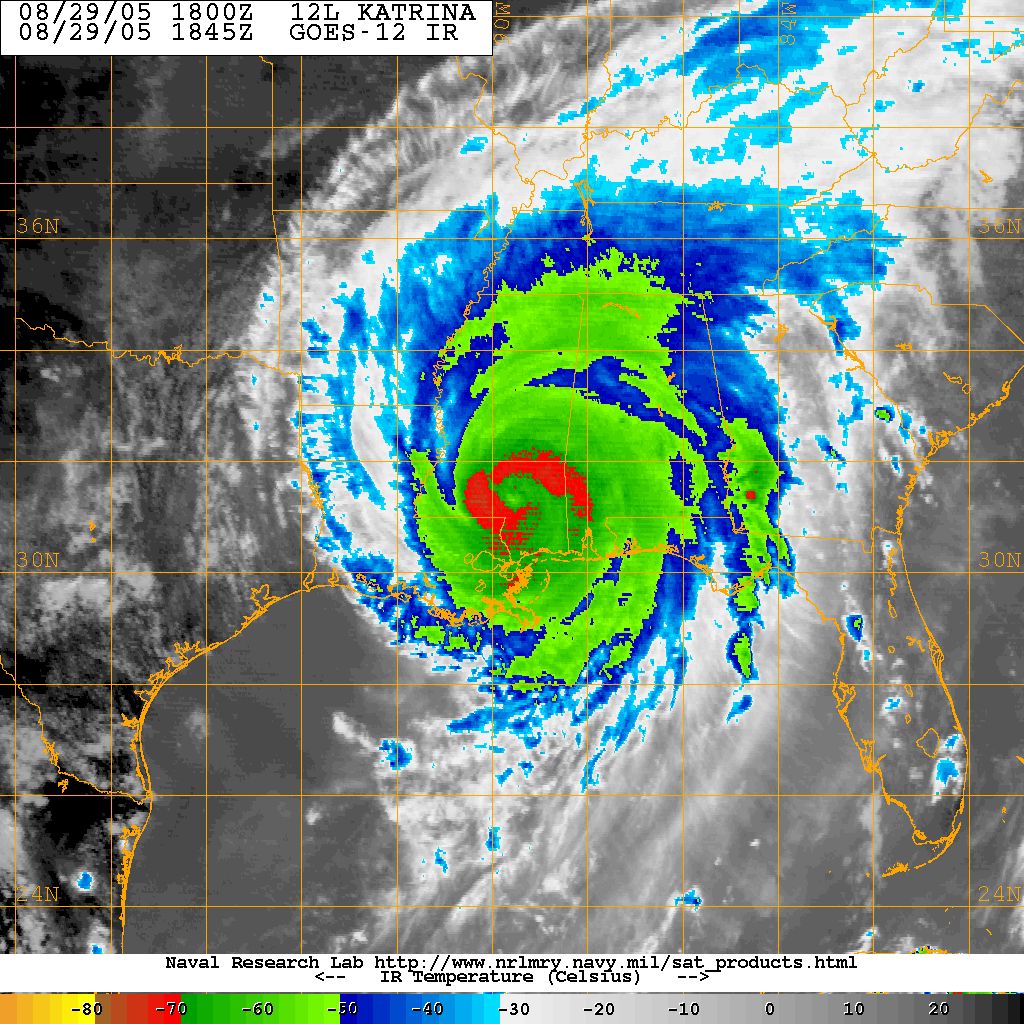 08/29/05 1800Z 12L KATRINA
08/29/05 1845Z GOES-12 IR
90W 84W
36N 36N
30N 30N
24N 24N
Naval Research Lab http://www.nrlmry.navy.mil/sat_products.html
<-- IR Temperature (Celsius) -->
-80 -70 -60 -50 -40 -30 -20 -10 0 10 20